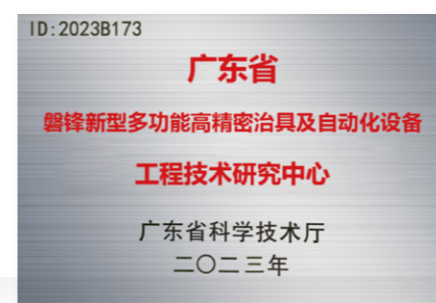 ID:2023B173
广东省
磐锋新型多功能高精密治具及自动化设备
工程技术研究中心
广东省科学技术厅
二〇二三年